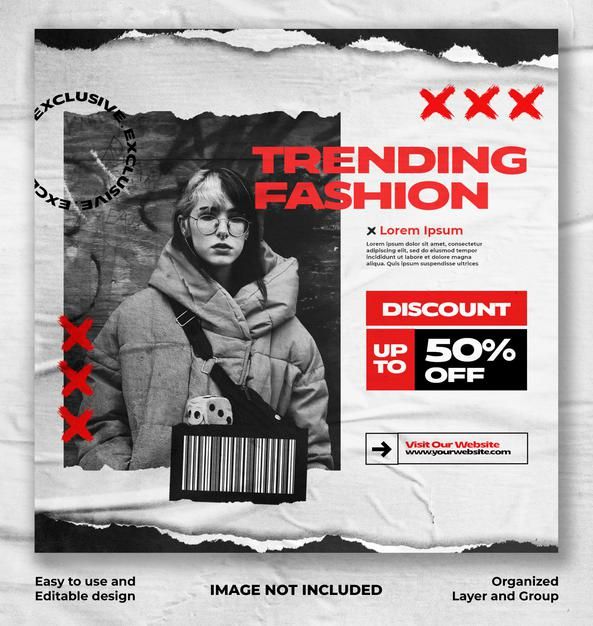 EXCLUSIVE. EXCLUSIVE. EXCLUSIVE.
XXX
TRENDING
FASHION
Lorem Ipsum
Lorem ipsum dolor sit amet, consectetur
adipiscing elit, sed do eiusmod tempor
incididunt ut labore et dolore magna
aliqua. Quis ipsum suspendisse ultrices
DISCOUNT
UP
TO
50%
OFF
Visit Our Website
www.yourwebsite.com
Easy to use and
Editable design
IMAGE NOT INCLUDED
Organized
Layer and Group